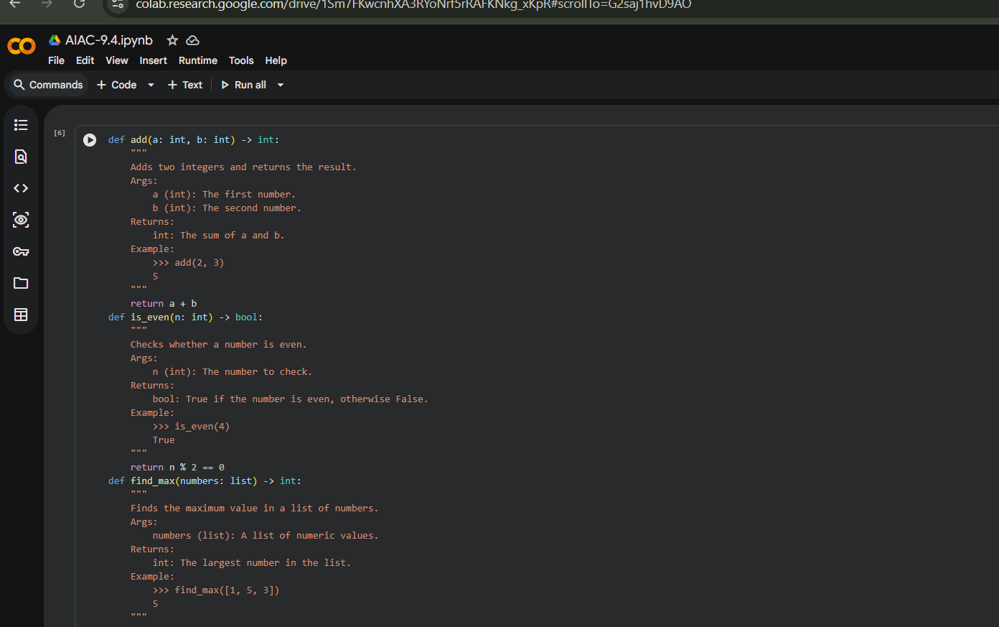 colab.research.google.com/drive/1Sm7FKwcnhXA3RYoNrf5rRAFKNkg_xKpR#scrollTo=G2saj1hvD9AO
AIAC-9.4.ipynb
File Edit View Insert Runtime Tools Help
Commands + Code + Text Run all
[6]
def add(a: int, b: int) -> int:
    """
    Adds two integers and returns the result.
    Args:
        a (int): The first number.
        b (int): The second number.
    Returns:
        int: The sum of a and b.
    Example:
        >>> add(2, 3)
        5
    """
    return a + b
def is_even(n: int) -> bool:
    """
    Checks whether a number is even.
    Args:
        n (int): The number to check.
    Returns:
        bool: True if the number is even, otherwise False.
    Example:
        >>> is_even(4)
        True
    """
    return n % 2 == 0
def find_max(numbers: list) -> int:
    """
    Finds the maximum value in a list of numbers.
    Args:
        numbers (list): A list of numeric values.
    Returns:
        int: The largest number in the list.
    Example:
        >>> find_max([1, 5, 3])
        5
    """